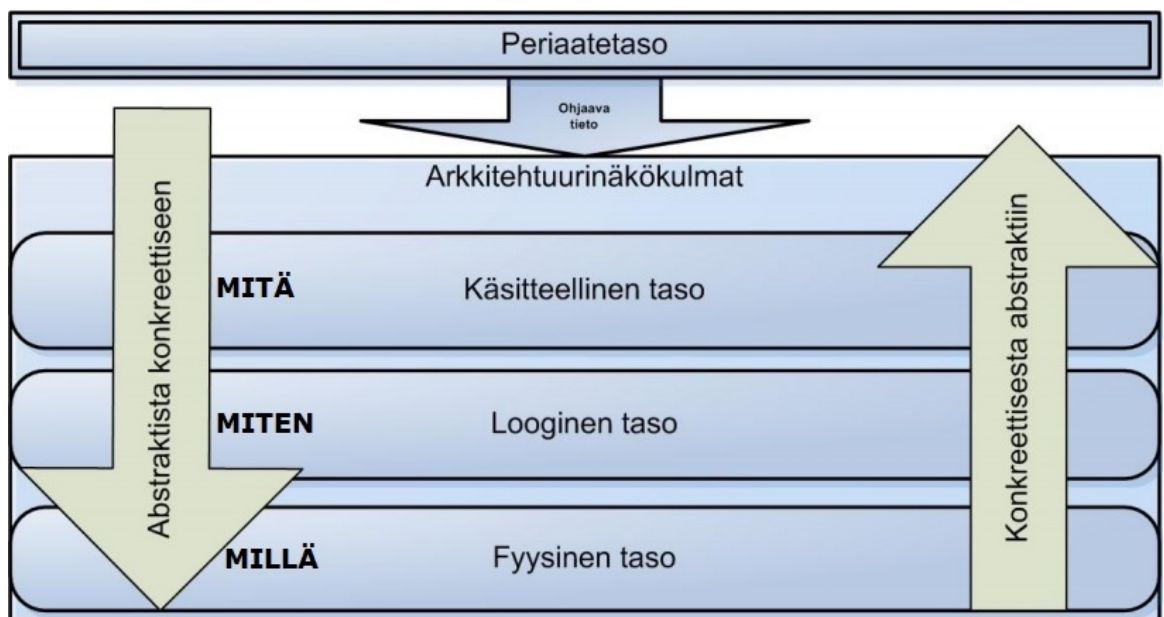 Periaatetaso
Ohjaava
tieto
Arkkitehtuurinäkökulmat
Abstraktista konkreettiseen
MITÄ
Käsitteellinen taso
MITEN
Looginen taso
MILLÄ
Fyysinen taso
Konkreettisesta abstraktiin